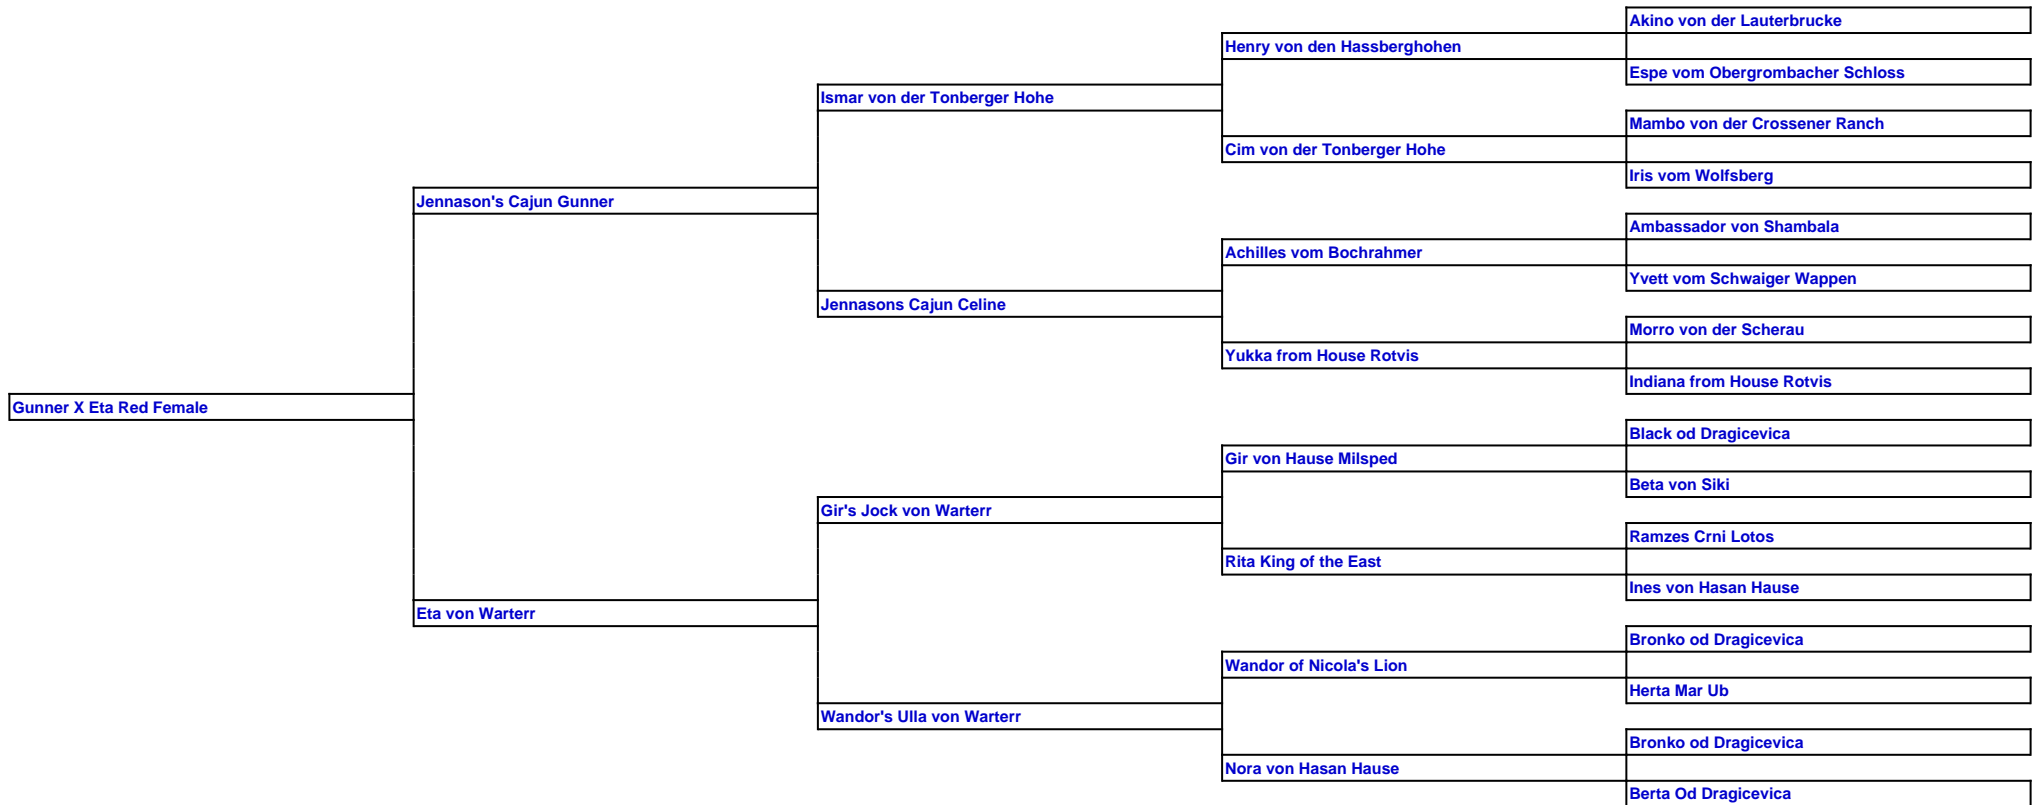 Akino von der Lauterbrucke
Henry von den Hassberghohen
Espe vom Obergrombacher Schloss
Ismar von der Tonberger Hohe
Mambo von der Crossener Ranch
Cim von der Tonberger Hohe
Iris vom Wolfsberg
Jennason's Cajun Gunner
Ambassador von Shambala
Achilles vom Bochrahmer
Yvett vom Schwaiger Wappen
Jennasons Cajun Celine
Morro von der Scherau
Yukka from House Rotvis
Indiana from House Rotvis
Gunner X Eta Red Female
Black od Dragicevica
Gir von Hause Milsped
Beta von Siki
Gir's Jock von Warterr
Ramzes Crni Lotos
Rita King of the East
Ines von Hasan Hause
Eta von Warterr
Bronko od Dragicevica
Wandor of Nicola's Lion
Herta Mar Ub
Wandor's Ulla von Warterr
Bronko od Dragicevica
Nora von Hasan Hause
Berta Od Dragicevica